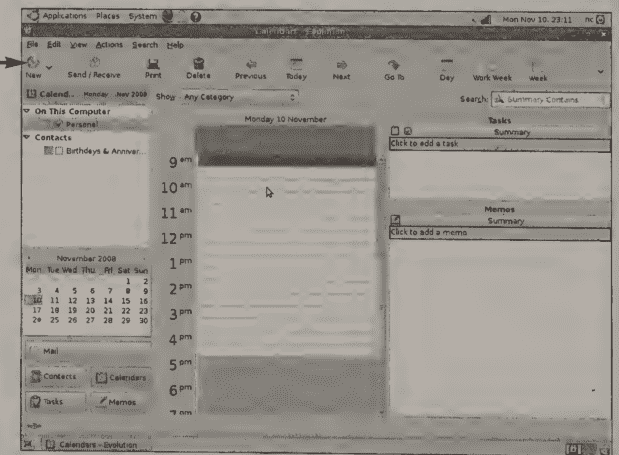 Applications Places System
Mon Nov 10, 23:11
Calendars - Evolution
File Edit View Actions Search Help
New Send / Receive Print Delete Previous Today Next Go To Day Work Week Week
Calend.. Monday Nov 2008 Show - Any Category Search: Summary Contains
On This Computer
Personal
Contacts
Birthdays & Anniver...
Monday 10 November
9 am
10 am
11 am
12 pm
1 pm
2 pm
3 pm
4 pm
5 pm
6 pm
7 pm
Tasks
Summary
Click to add a task
Memos
Summary
Click to add a memo
November 2008
Mon Tue Wed Thu Fri Sat Sun
1 2
3 4 5 6 7 8 9
10 11 12 13 14 15 16
17 18 19 20 21 22 23
24 25 26 27 28 29 30
Mail
Contacts Calendars
Tasks Memos
Calendars - Evolution